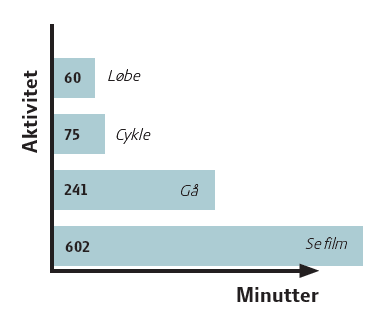 Aktivitet
60 Løbe
75 Cykle
241 Gå
602 Se film
Minutter